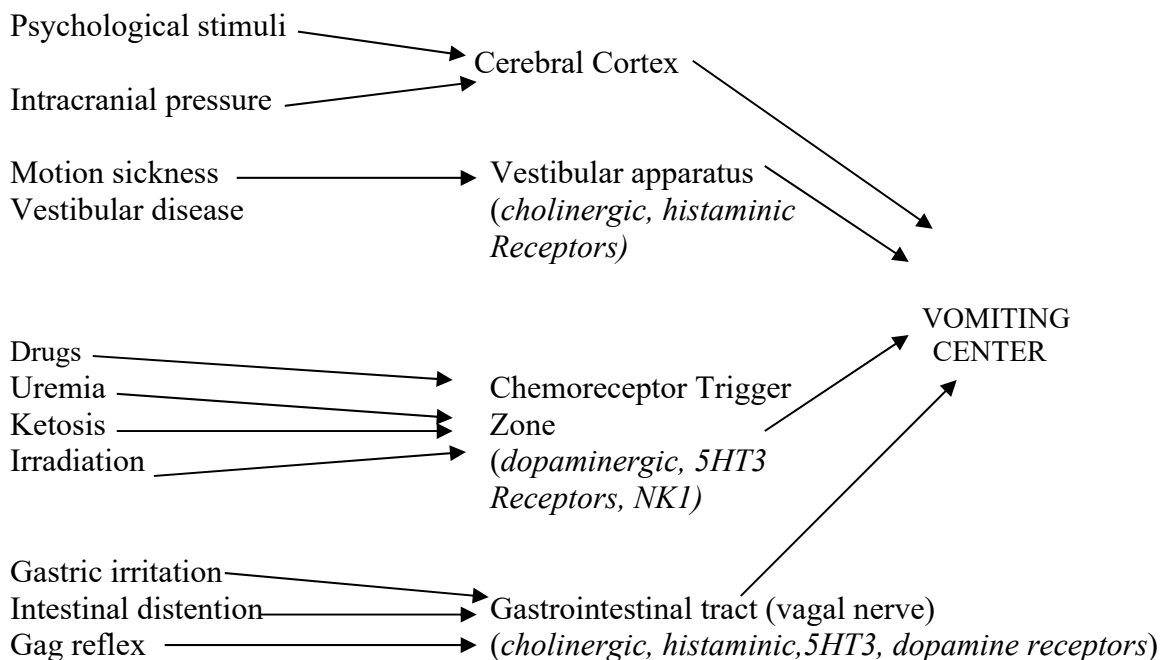 Psychological stimuli
Cerebral Cortex
Intracranial pressure
Motion sickness
Vestibular disease
Vestibular apparatus
(cholinergic, histaminic
Receptors)
VOMITING
CENTER
Drugs
Uremia
Ketosis
Irradiation
Chemoreceptor Trigger
Zone
(dopaminergic, 5HT3
Receptors, NK1)
Gastric irritation
Intestinal distention
Gag reflex
Gastrointestinal tract (vagal nerve)
(cholinergic, histaminic,5HT3, dopamine receptors)